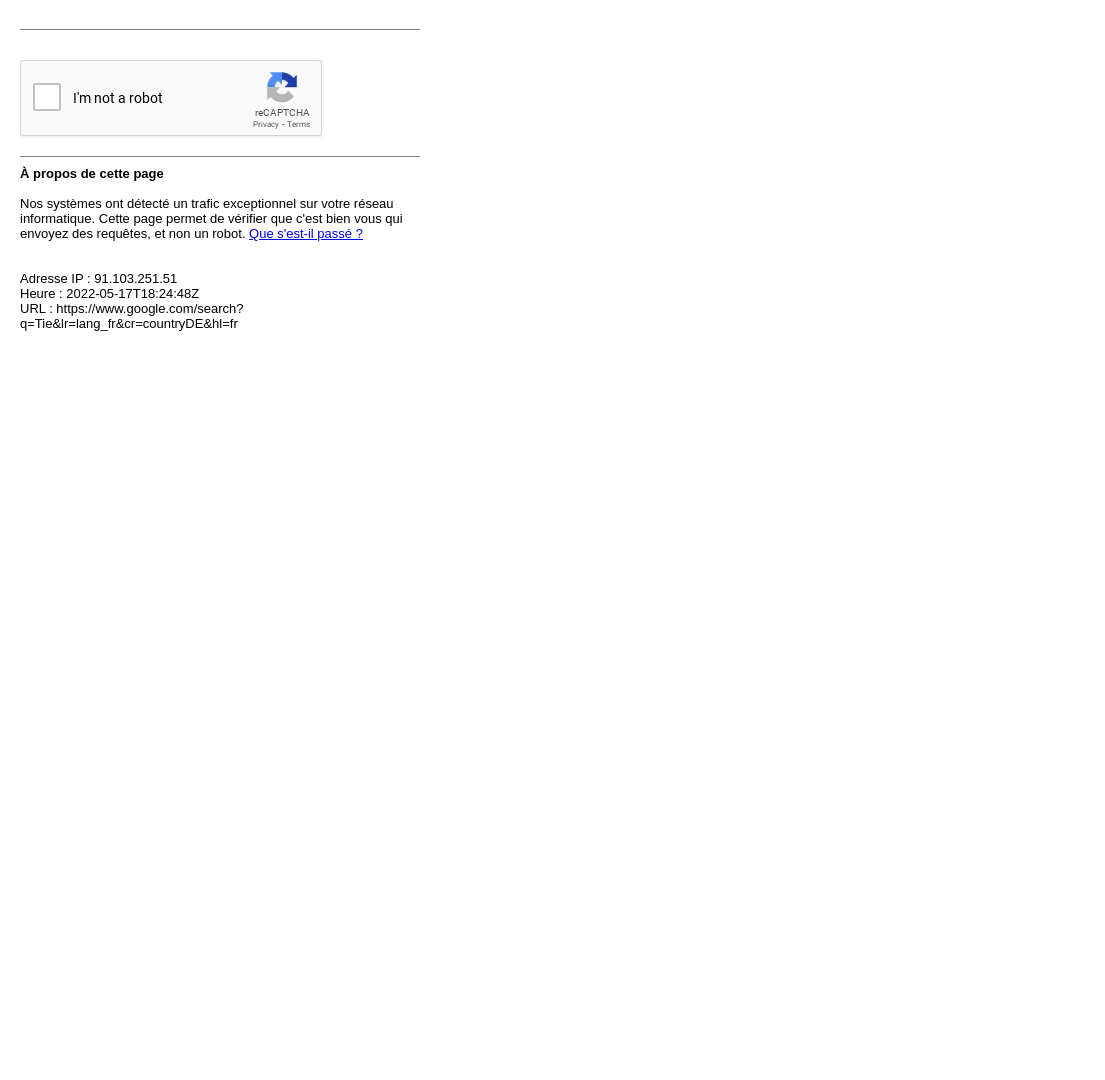 I'm not a robot
reCAPTCHA
Privacy - Terms
À propos de cette page
Nos systèmes ont détecté un trafic exceptionnel sur votre réseau
informatique. Cette page permet de vérifier que c'est bien vous qui
envoyez des requêtes, et non un robot. Que s'est-il passé ?
Adresse IP : 91.103.251.51
Heure : 2022-05-17T18:24:48Z
URL : https://www.google.com/search?
q=Tie&lr=lang_fr&cr=countryDE&hl=fr